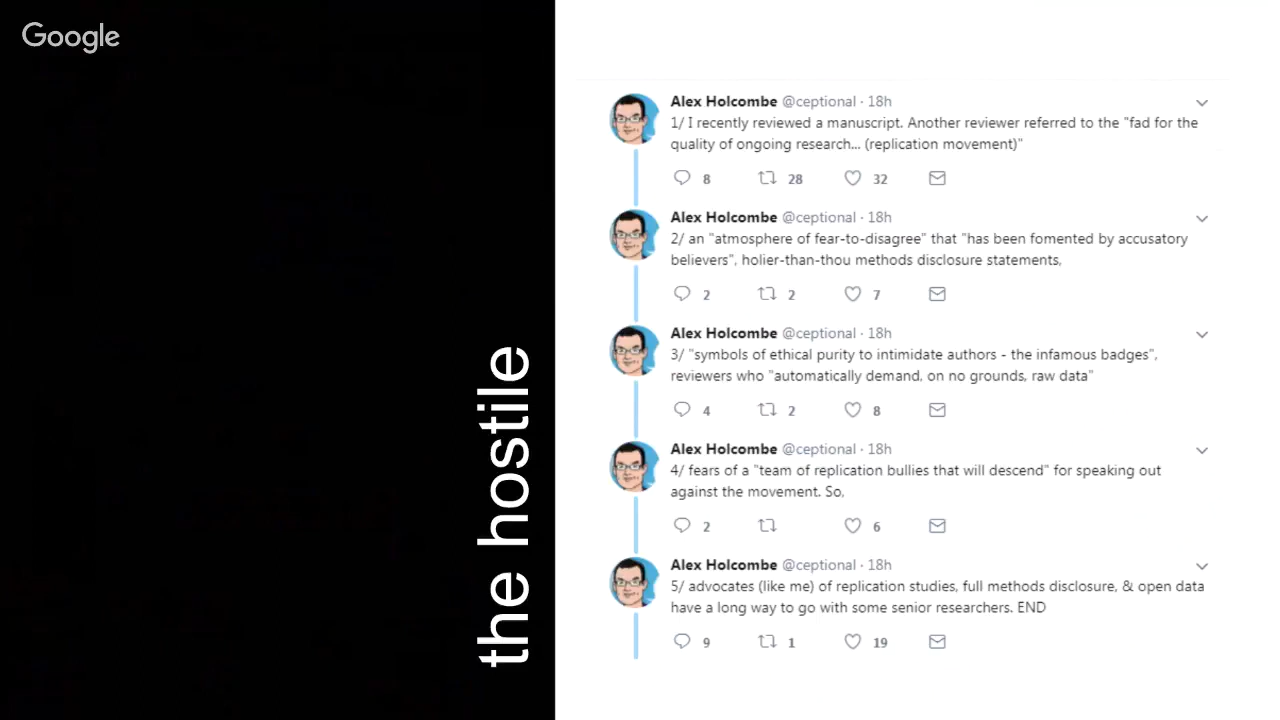 Google
the hostile
Alex Holcombe @ceptional · 18h
1/ I recently reviewed a manuscript. Another reviewer referred to the "fad for the
quality of ongoing research... (replication movement)"
8 28 32
Alex Holcombe @ceptional · 18h
2/ an "atmosphere of fear-to-disagree" that "has been fomented by accusatory
believers", holier-than-thou methods disclosure statements,
2 2 7
Alex Holcombe @ceptional · 18h
3/ "symbols of ethical purity to intimidate authors - the infamous badges",
reviewers who "automatically demand, on no grounds, raw data"
4 2 8
Alex Holcombe @ceptional · 18h
4/ fears of a "team of replication bullies that will descend" for speaking out
against the movement. So,
2 6
Alex Holcombe @ceptional · 18h
5/ advocates (like me) of replication studies, full methods disclosure, & open data
have a long way to go with some senior researchers. END
9 1 19